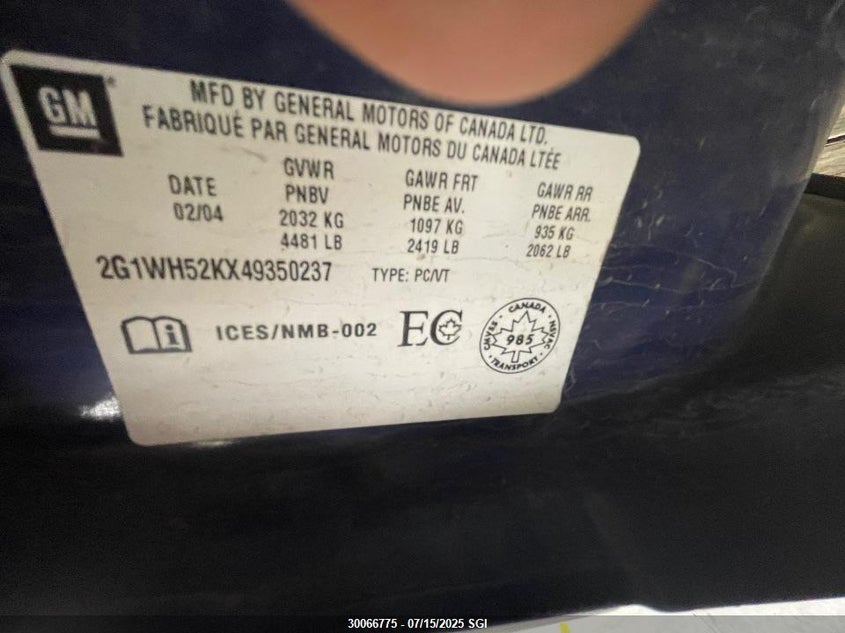 GM
MFD BY GENERAL MOTORS OF CANADA LTD.
FABRIQUÉ PAR GENERAL MOTORS DU CANADA LTÉE
DATE
02/04
GVWR
PNBV
2032 KG
4481 LB
GAWR FRT
PNBE AV.
1097 KG
2419 LB
GAWR RR
PNBE ARR.
935 KG
2062 LB
2G1WH52KX49350237 TYPE: PC/VT
ICES/NMB-002 EC
CANADA
CMVSS 985 NSVAC
TRANSPORT
30066775 - 07/15/2025 SGI